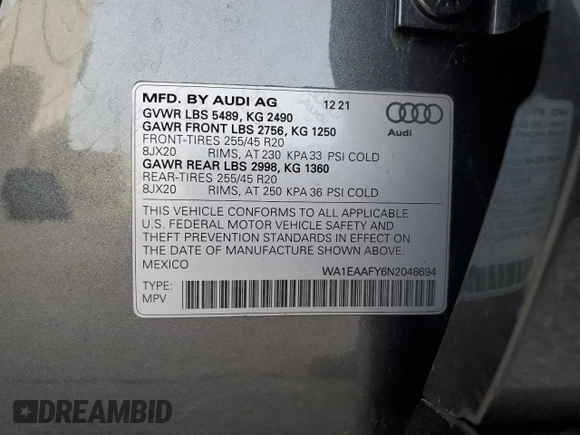 MFD. BY AUDI AG 12 21
GVWR LBS 5489, KG 2490
GAWR FRONT LBS 2756, KG 1250
FRONT-TIRES 255/45 R20
8JX20 RIMS, AT 230 KPA 33 PSI COLD
GAWR REAR LBS 2998, KG 1360
REAR-TIRES 255/45 R20
8JX20 RIMS, AT 250 KPA 36 PSI COLD
Audi
THIS VEHICLE CONFORMS TO ALL APPLICABLE
U.S. FEDERAL MOTOR VEHICLE SAFETY AND
THEFT PREVENTION STANDARDS IN EFFECT ON
THE DATE OF MANUFACTURE SHOWN ABOVE.
MEXICO WA1EAAFY6N2048694
TYPE:
MPV
DREAMBID